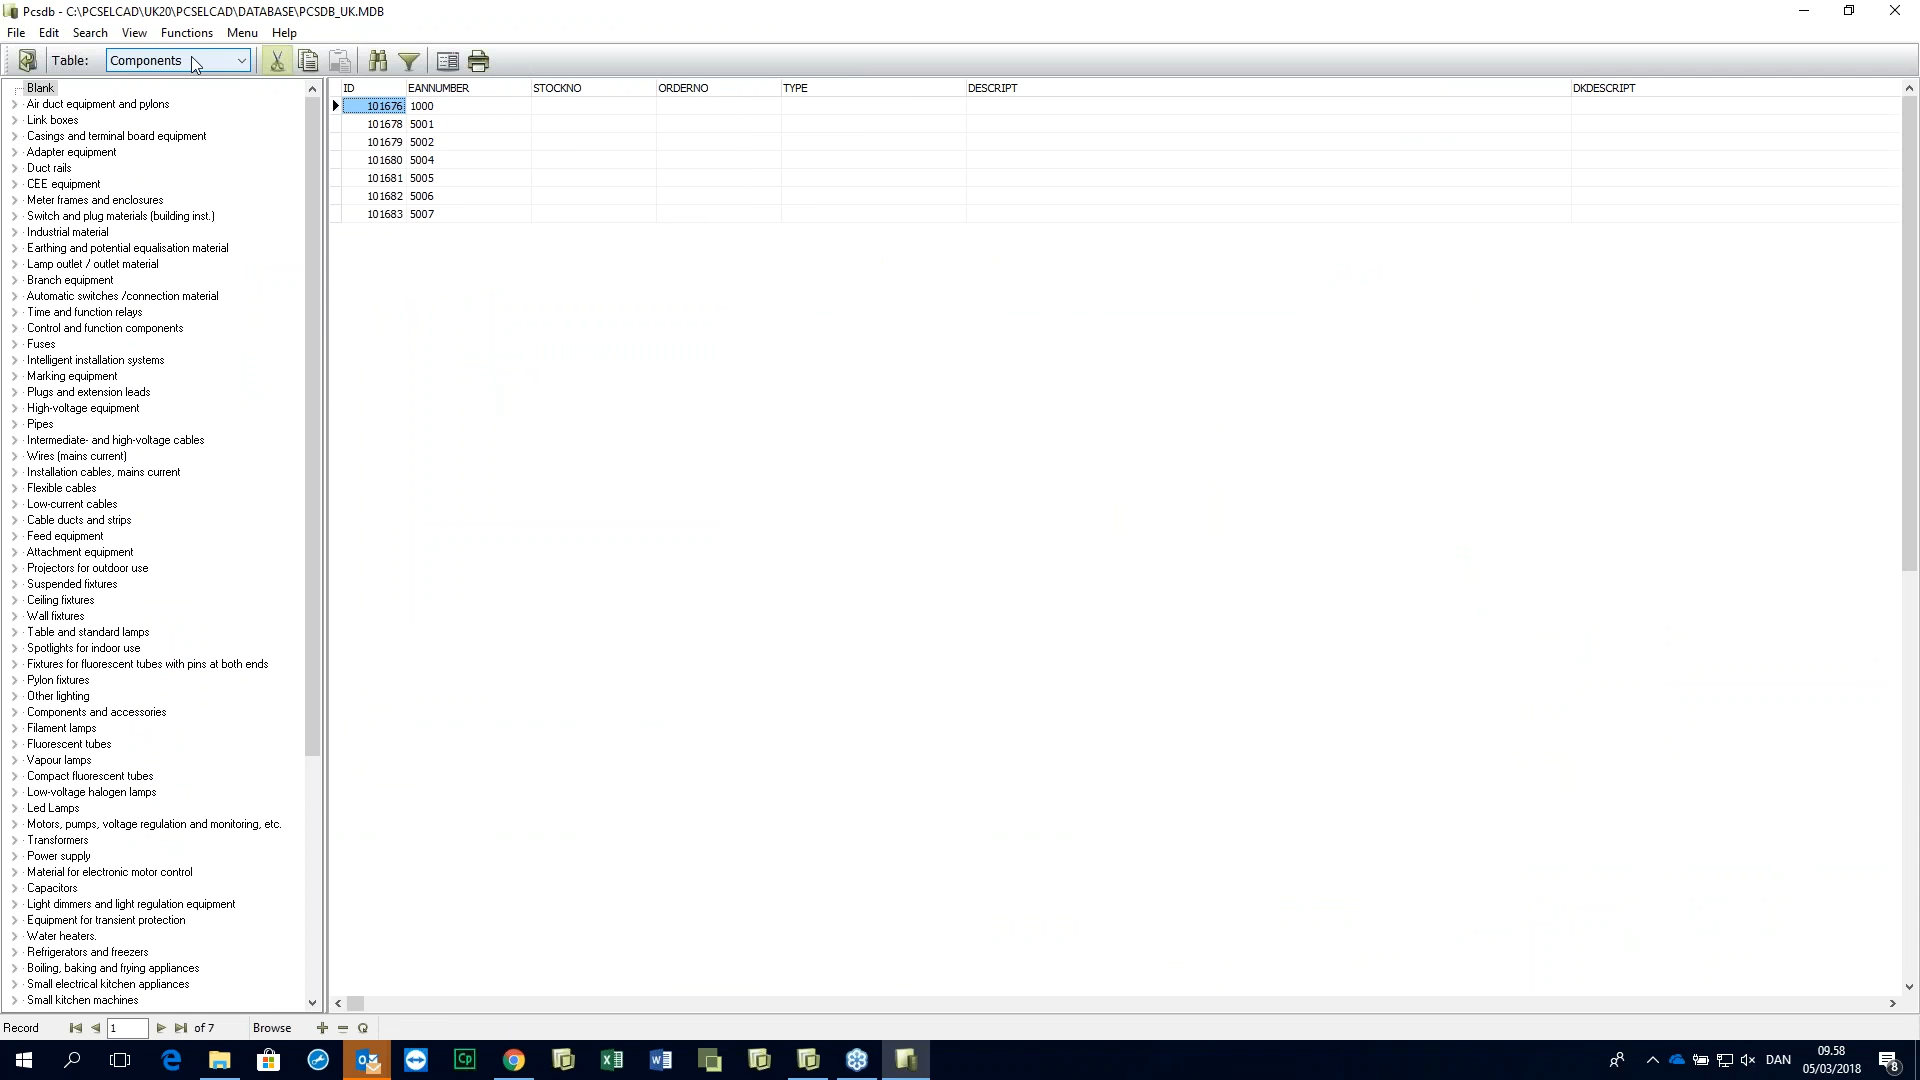 Pcsdb - C:\PCSELCAD\UK20\PCSELCAD\DATABASE\PCSDB_UK.MDB
File Edit Search View Functions Menu Help
Table: Components
ID EANNUMBER STOCKNO ORDERNO TYPE DESCRIPT DKDESCRIPT
101676 1000
101678 5001
101679 5002
101680 5004
101681 5005
101682 5006
101683 5007
Blank
Air duct equipment and pylons
Link boxes
Casings and terminal board equipment
Adapter equipment
Duct rails
CEE equipment
Meter frames and enclosures
Switch and plug materials (building inst.)
Industrial material
Earthing and potential equalisation material
Lamp outlet / outlet material
Branch equipment
Automatic switches /connection material
Time and function relays
Control and function components
Fuses
Intelligent installation systems
Marking equipment
Plugs and extension leads
High-voltage equipment
Pipes
Intermediate- and high-voltage cables
Wires (mains current)
Installation cables, mains current
Flexible cables
Low-current cables
Cable ducts and strips
Feed equipment
Attachment equipment
Projectors for outdoor use
Suspended fixtures
Ceiling fixtures
Wall fixtures
Table and standard lamps
Spotlights for indoor use
Fixtures for fluorescent tubes with pins at both ends
Pylon fixtures
Other lighting
Components and accessories
Filament lamps
Fluorescent tubes
Vapour lamps
Compact fluorescent tubes
Low-voltage halogen lamps
Led Lamps
Motors, pumps, voltage regulation and monitoring, etc.
Transformers
Power supply
Material for electronic motor control
Capacitors
Light dimmers and light regulation equipment
Equipment for transient protection
Water heaters.
Refrigerators and freezers
Boiling, baking and frying appliances
Small electrical kitchen appliances
Small kitchen machines
Record 1 of 7 Browse
Cp
DAN
09.58
05/03/2018
8